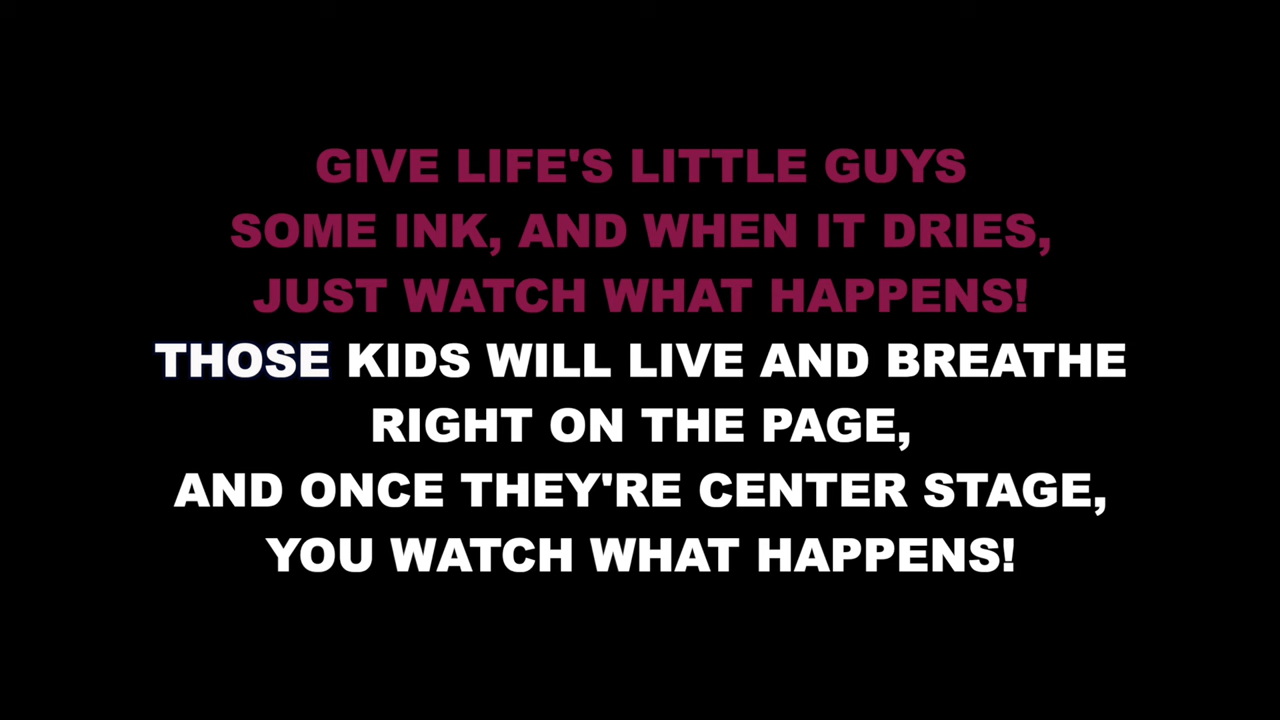 GIVE LIFE'S LITTLE GUYS
SOME INK, AND WHEN IT DRIES,
JUST WATCH WHAT HAPPENS!
THOSE KIDS WILL LIVE AND BREATHE
RIGHT ON THE PAGE,
AND ONCE THEY'RE CENTER STAGE,
YOU WATCH WHAT HAPPENS!